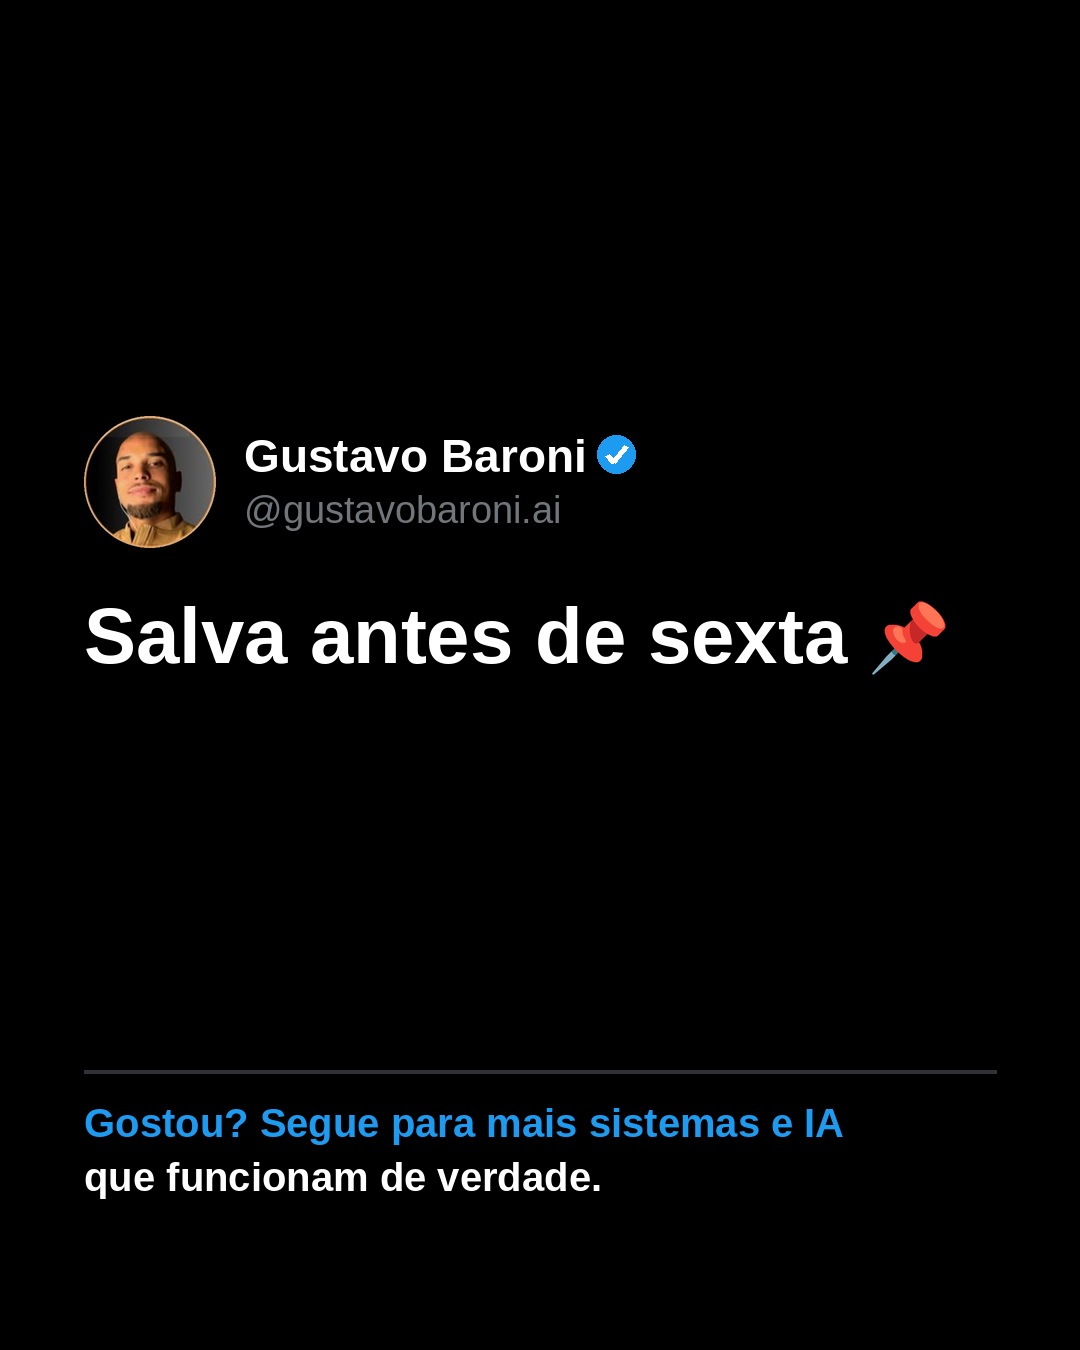 Gustavo Baroni
@gustavobaroni.ai
Salva antes de sexta 📌
Gostou? Segue para mais sistemas e IA
que funcionam de verdade.